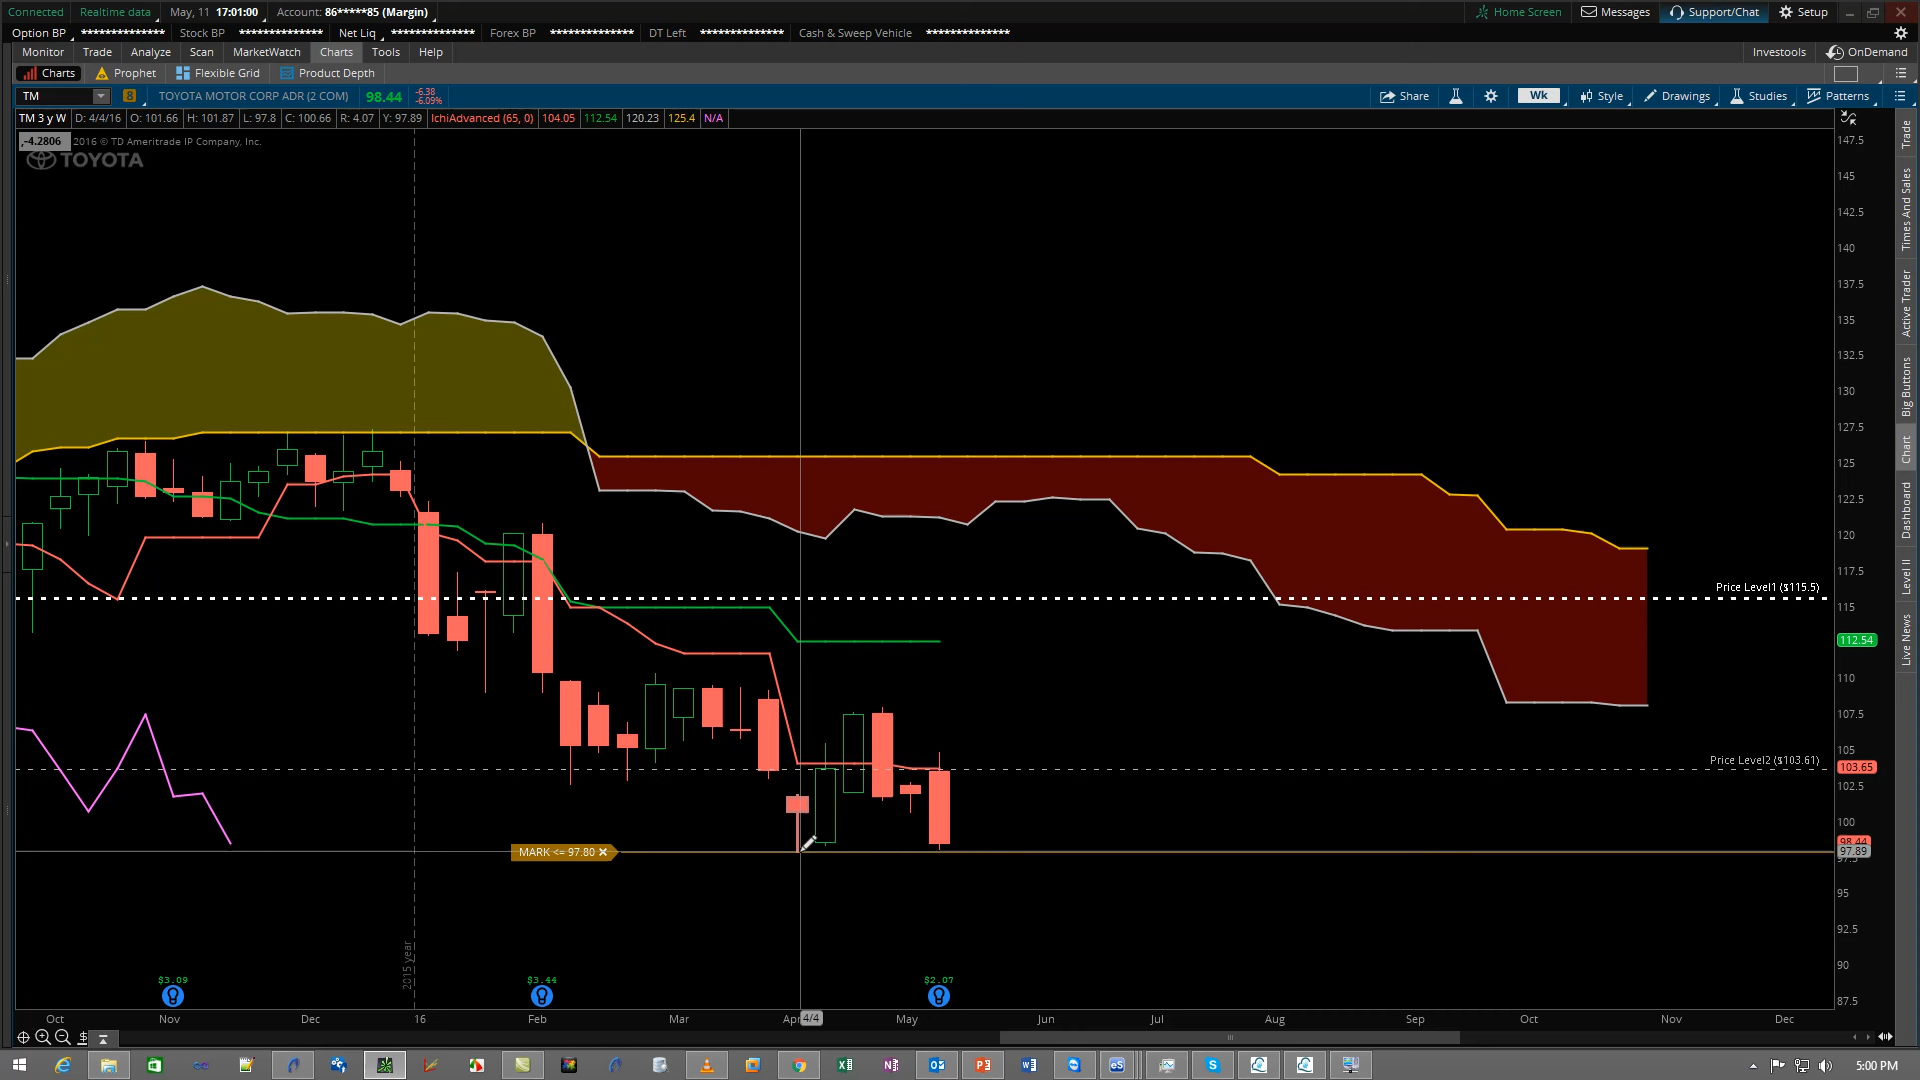 Connected Realtime data May, 11 17:01:00 Account: 86*****85 (Margin) Home Screen Messages Support/Chat Setup
Option BP *************** Stock BP *************** Net Liq *************** Forex BP *************** DT Left *************** Cash & Sweep Vehicle ***************
Monitor Trade Analyze Scan MarketWatch Charts Tools Help Investools OnDemand
Charts Prophet Flexible Grid Product Depth
TM 8 TOYOTA MOTOR CORP ADR (2 COM) 98.44 -6.38 -6.09% Share Wk Style Drawings Studies Patterns
TM 3 y W D: 4/4/16 O: 101.66 H: 101.87 L: 97.8 C: 100.66 R: 4.07 Y: 97.89 IchiAdvanced (65, 0) 104.05 112.54 120.23 125.4 N/A
,-4.2806 2016 © TD Ameritrade IP Company, Inc.
TOYOTA
147.5
145
142.5
140
137.5
135
132.5
130
127.5
125
122.5
120
117.5
Price Level1 ($115.5)
115
112.54
110
107.5
105
Price Level2 ($103.61)
103.65
102.5
100
98.44
MARK <= 97.80 ×
97.89
97.5
95
92.5
90
87.5
2015 year
$3.09 $3.44 $2.07
Oct Nov Dec 16 Feb Mar Apr 4/4 May Jun Jul Aug Sep Oct Nov Dec
Trade
Times And Sales
Active Trader
Big Buttons
Chart
Dashboard
Level II
Live News
5:00 PM